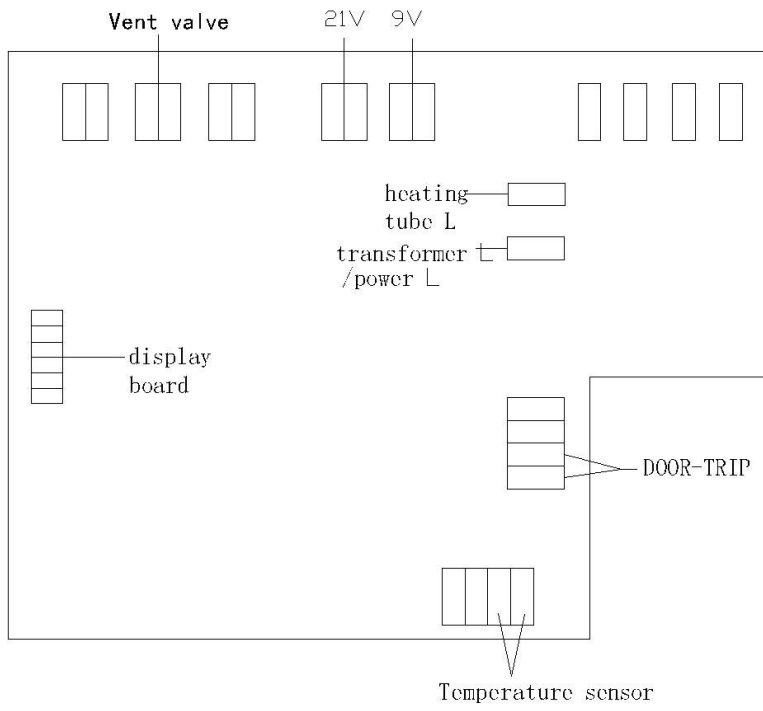 Vent valve
21V 9V
heating
tube L
transformer L
/power L
display
board
DOOR-TRIP
Temperature sensor